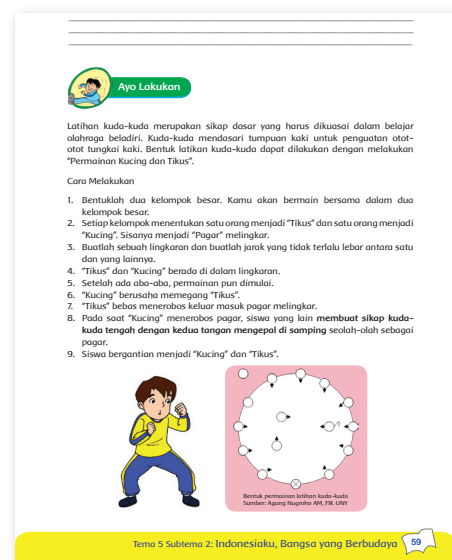 Ayo Lakukan
Latihan kuda-kuda merupakan sikap dasar yang harus dikuasai dalam belajar
olahraga beladiri. Kuda-kuda mendasari tumpuan kaki untuk penguatan otot-
otot tungkai kaki. Bentuk latikan kuda-kuda dapat dilakukan dengan melakukan
"Permainan Kucing dan Tikus".
Cara Melakukan
1. Bentuklah dua kelompok besar. Kamu akan bermain bersama dalam dua
kelompok besar.
2. Setiap kelompok menentukan satu orang menjadi "Tikus" dan satu orang menjadi
"Kucing". Sisanya menjadi "Pagar" melingkar.
3. Buatlah sebuah lingkaran dan buatlah jarak yang tidak terlalu lebar antara satu
dan yang lainnya.
4. "Tikus" dan "Kucing" berada di dalam lingkaran.
5. Setelah ada aba-aba, permainan pun dimulai.
6. "Kucing" berusaha memegang "Tikus".
7. "Tikus" bebas menerobos keluar masuk pagar melingkar.
8. Pada saat "Kucing" menerobos pagar, siswa yang lain membuat sikap kuda-
kuda tengah dengan kedua tangan mengepal di samping seolah-olah sebagai
pagar.
9. Siswa bergantian menjadi "Kucing" dan "Tikus".
Bentuk permainan latihan kuda-kuda
Sumber: Agung Nugroho AM, FIK UNY
Tema 5 Subtema 2: Indonesiaku, Bangsa yang Berbudaya 59